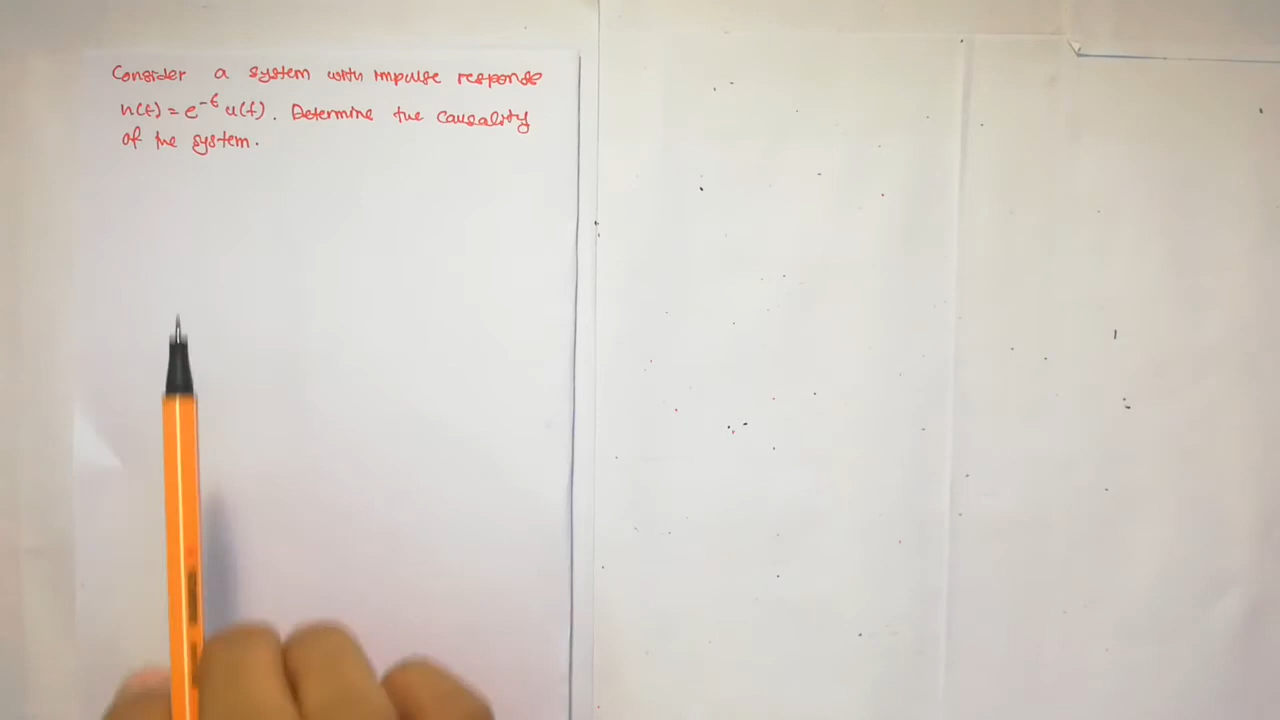 Consider a system with impulse response
h(t) = e^-t u(t). Determine the causality
of the system.